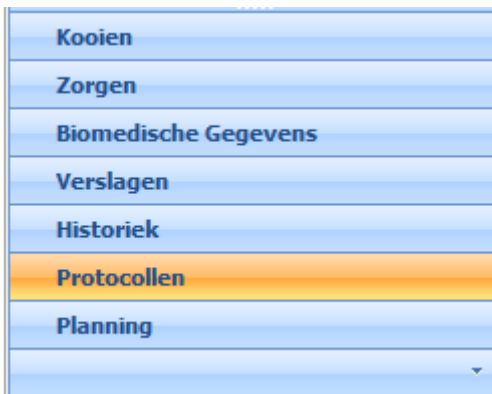 Kooien
Zorgen
Biomedische Gegevens
Verslagen
Historiek
Protocollen
Planning